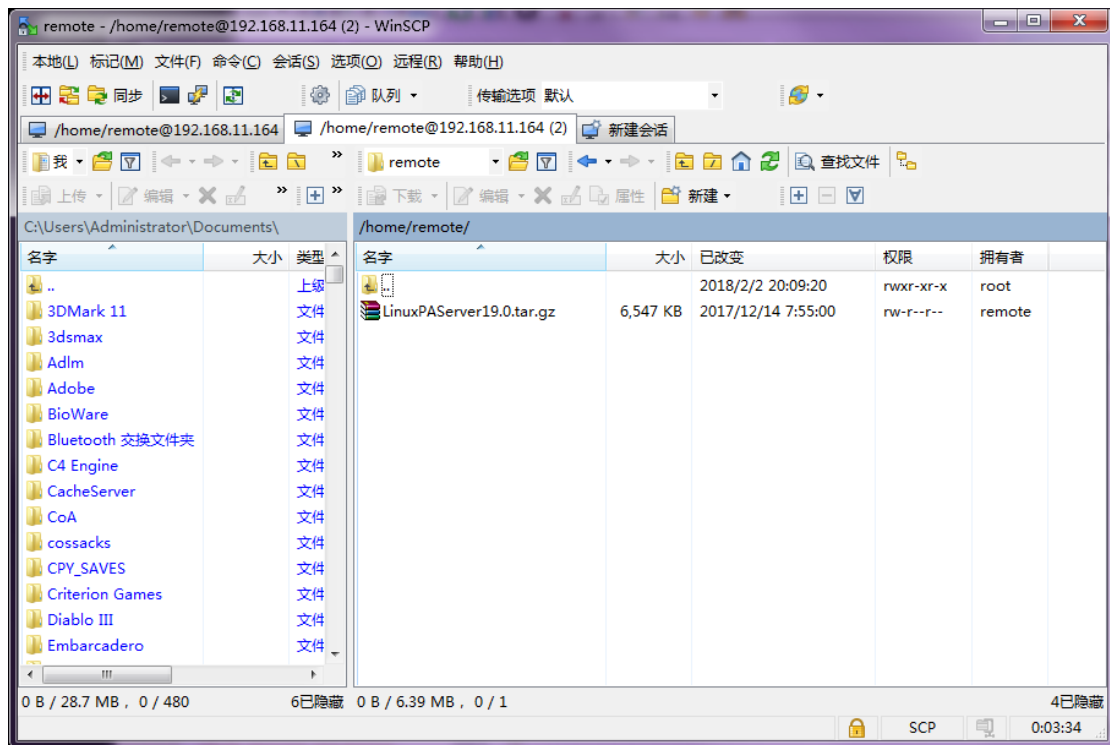 remote - /home/remote@192.168.11.164 (2) - WinSCP
本地(L) 标记(M) 文件(F) 命令(C) 会话(S) 选项(O) 远程(R) 帮助(H)
同步 队列 传输选项 默认
/home/remote@192.168.11.164 /home/remote@192.168.11.164 (2) 新建会话
我 » remote 查找文件
上传 编辑 » » 下载 编辑 属性 新建
C:\Users\Administrator\Documents\ /home/remote/
名字 大小 类型 名字 大小 已改变 权限 拥有者
.. 上级 .. 2018/2/2 20:09:20 rwxr-xr-x root
3DMark 11 文件 LinuxPAServer19.0.tar.gz 6,547 KB 2017/12/14 7:55:00 rw-r--r-- remote
3dsmax 文件
Adlm 文件
Adobe 文件
BioWare 文件
Bluetooth 交换文件夹 文件
C4 Engine 文件
CacheServer 文件
CoA 文件
cossacks 文件
CPY_SAVES 文件
Criterion Games 文件
Diablo III 文件
Embarcadero 文件
0 B / 28.7 MB， 0 / 480 6已隐藏 0 B / 6.39 MB， 0 / 1 4已隐藏
SCP 0:03:34